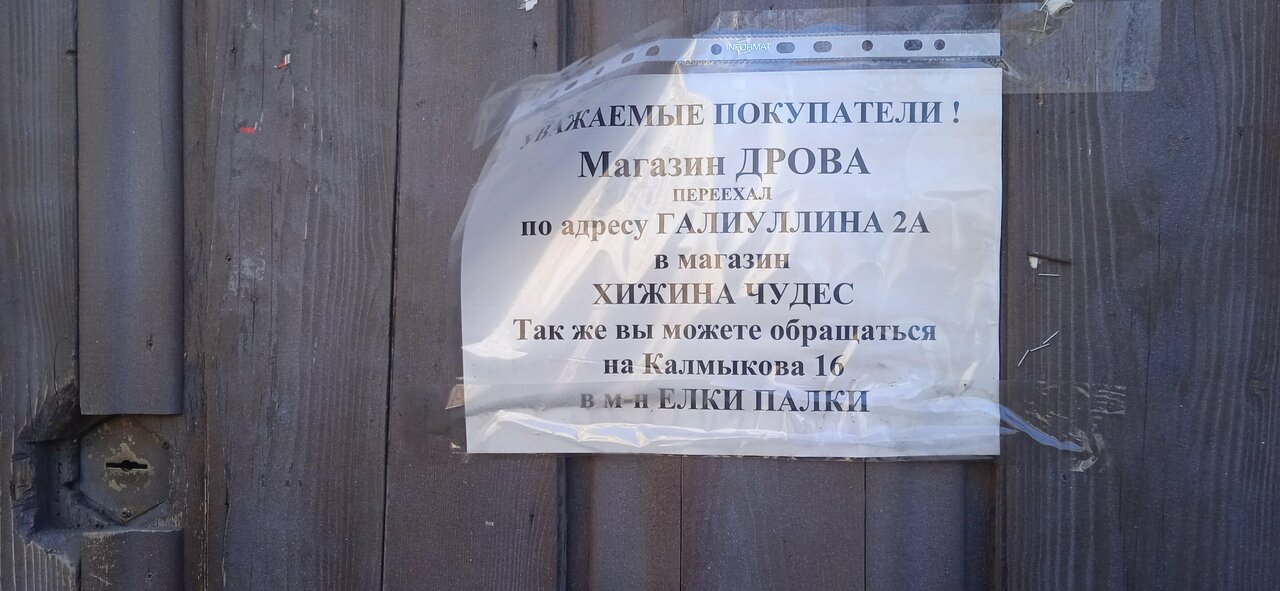 INFORMAT
УВАЖАЕМЫЕ ПОКУПАТЕЛИ !
Магазин ДРОВА
ПЕРЕЕХАЛ
по адресу ГАЛИУЛЛИНА 2А
в магазин
ХИЖИНА ЧУДЕС
Так же вы можете обращаться
на Калмыкова 16
в м-н ЕЛКИ ПАЛКИ